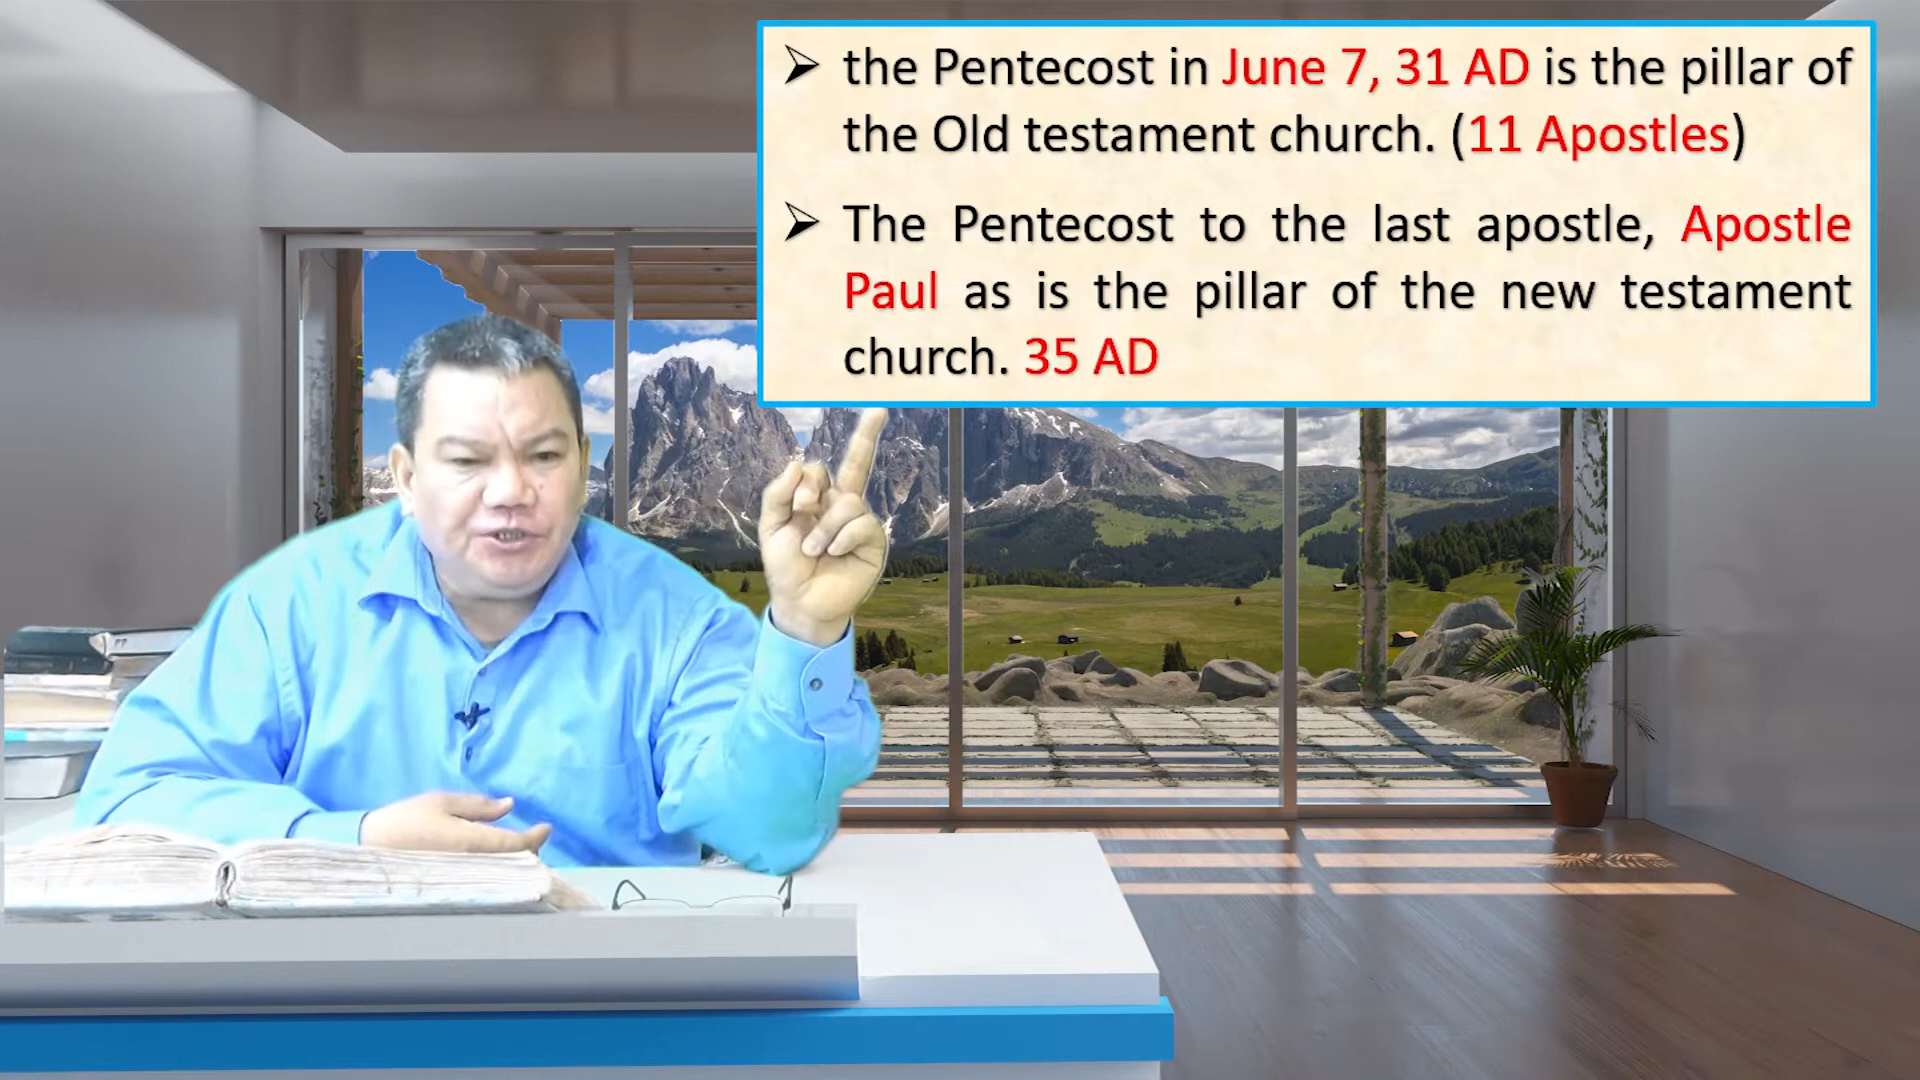 ➢ the Pentecost in June 7, 31 AD is the pillar of
the Old testament church. (11 Apostles)
➢ The Pentecost to the last apostle, Apostle
Paul as is the pillar of the new testament
church. 35 AD